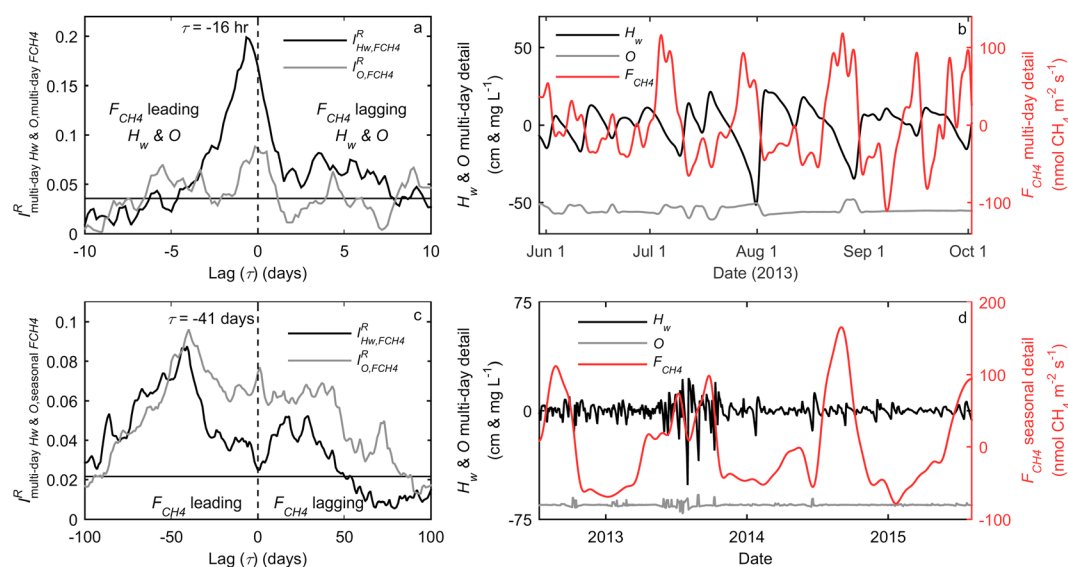 a
τ = -16 hr
I^R_Hw,FCH4
I^R_O,FCH4
F_CH4 leading
H_w & O
F_CH4 lagging
H_w & O
I^R_multi-day Hw & O,multi-day FCH4
0.2
0.15
0.1
0.05
0
-10
-5
0
5
10
Lag (τ) (days)
b
H_w
O
F_CH4
H_w & O multi-day detail
(cm & mg L^-1)
50
0
-50
F_CH4 multi-day detail
(nmol CH_4 m^-2 s^-1)
100
0
-100
Jun 1
Jul 1
Aug 1
Sep 1
Oct 1
Date (2013)
c
τ = -41 days
I^R_Hw,FCH4
I^R_O,FCH4
F_CH4 leading
F_CH4 lagging
I^R_multi-day Hw & O,seasonal FCH4
0.1
0.08
0.06
0.04
0.02
0
-100
-50
0
50
100
Lag (τ) (days)
d
H_w
O
F_CH4
H_w & O multi-day detail
(cm & mg L^-1)
75
0
-75
F_CH4 seasonal detail
(nmol CH_4 m^-2 s^-1)
200
100
0
-100
2013
2014
2015
Date